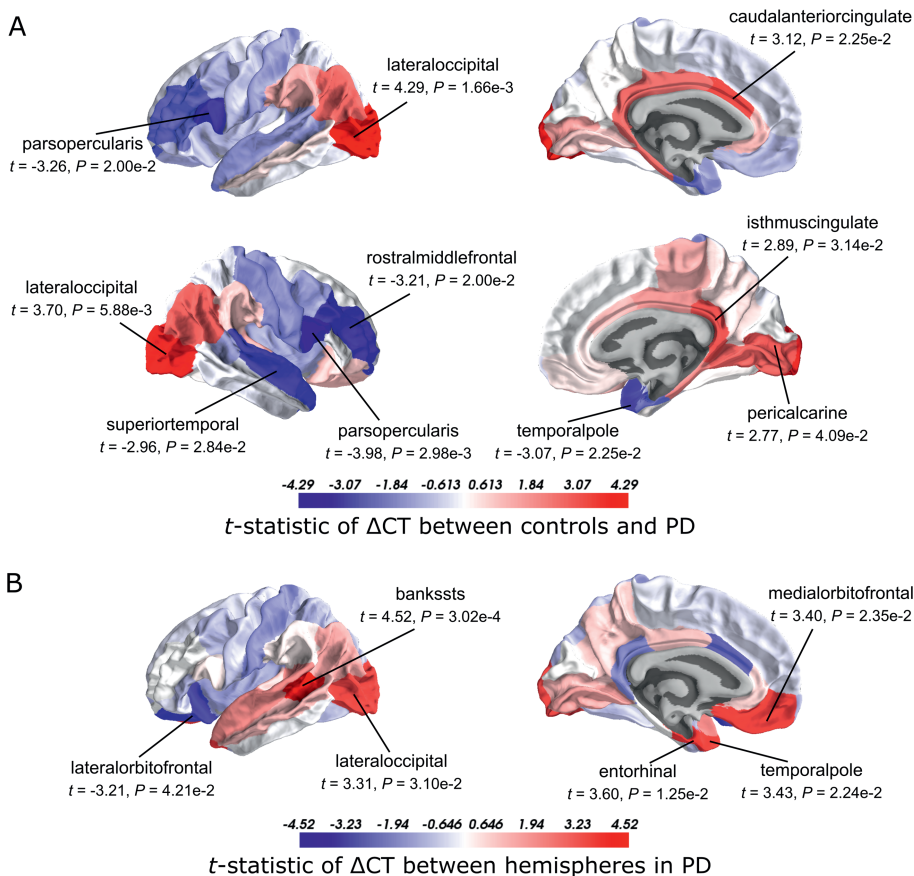 A
caudalanteriorcingulate
t = 3.12, P = 2.25e-2
lateraloccipital
t = 4.29, P = 1.66e-3
parsopercularis
t = -3.26, P = 2.00e-2
isthmuscingulate
t = 2.89, P = 3.14e-2
rostralmiddlefrontal
t = -3.21, P = 2.00e-2
lateraloccipital
t = 3.70, P = 5.88e-3
superiortemporal
t = -2.96, P = 2.84e-2
parsopercularis
t = -3.98, P = 2.98e-3
temporalpole
t = -3.07, P = 2.25e-2
pericalcarine
t = 2.77, P = 4.09e-2
-4.29 -3.07 -1.84 -0.613 0.613 1.84 3.07 4.29
t-statistic of ΔCT between controls and PD
B
bankssts
t = 4.52, P = 3.02e-4
medialorbitofrontal
t = 3.40, P = 2.35e-2
lateralorbitofrontal
t = -3.21, P = 4.21e-2
lateraloccipital
t = 3.31, P = 3.10e-2
entorhinal
t = 3.60, P = 1.25e-2
temporalpole
t = 3.43, P = 2.24e-2
-4.52 -3.23 -1.94 -0.646 0.646 1.94 3.23 4.52
t-statistic of ΔCT between hemispheres in PD